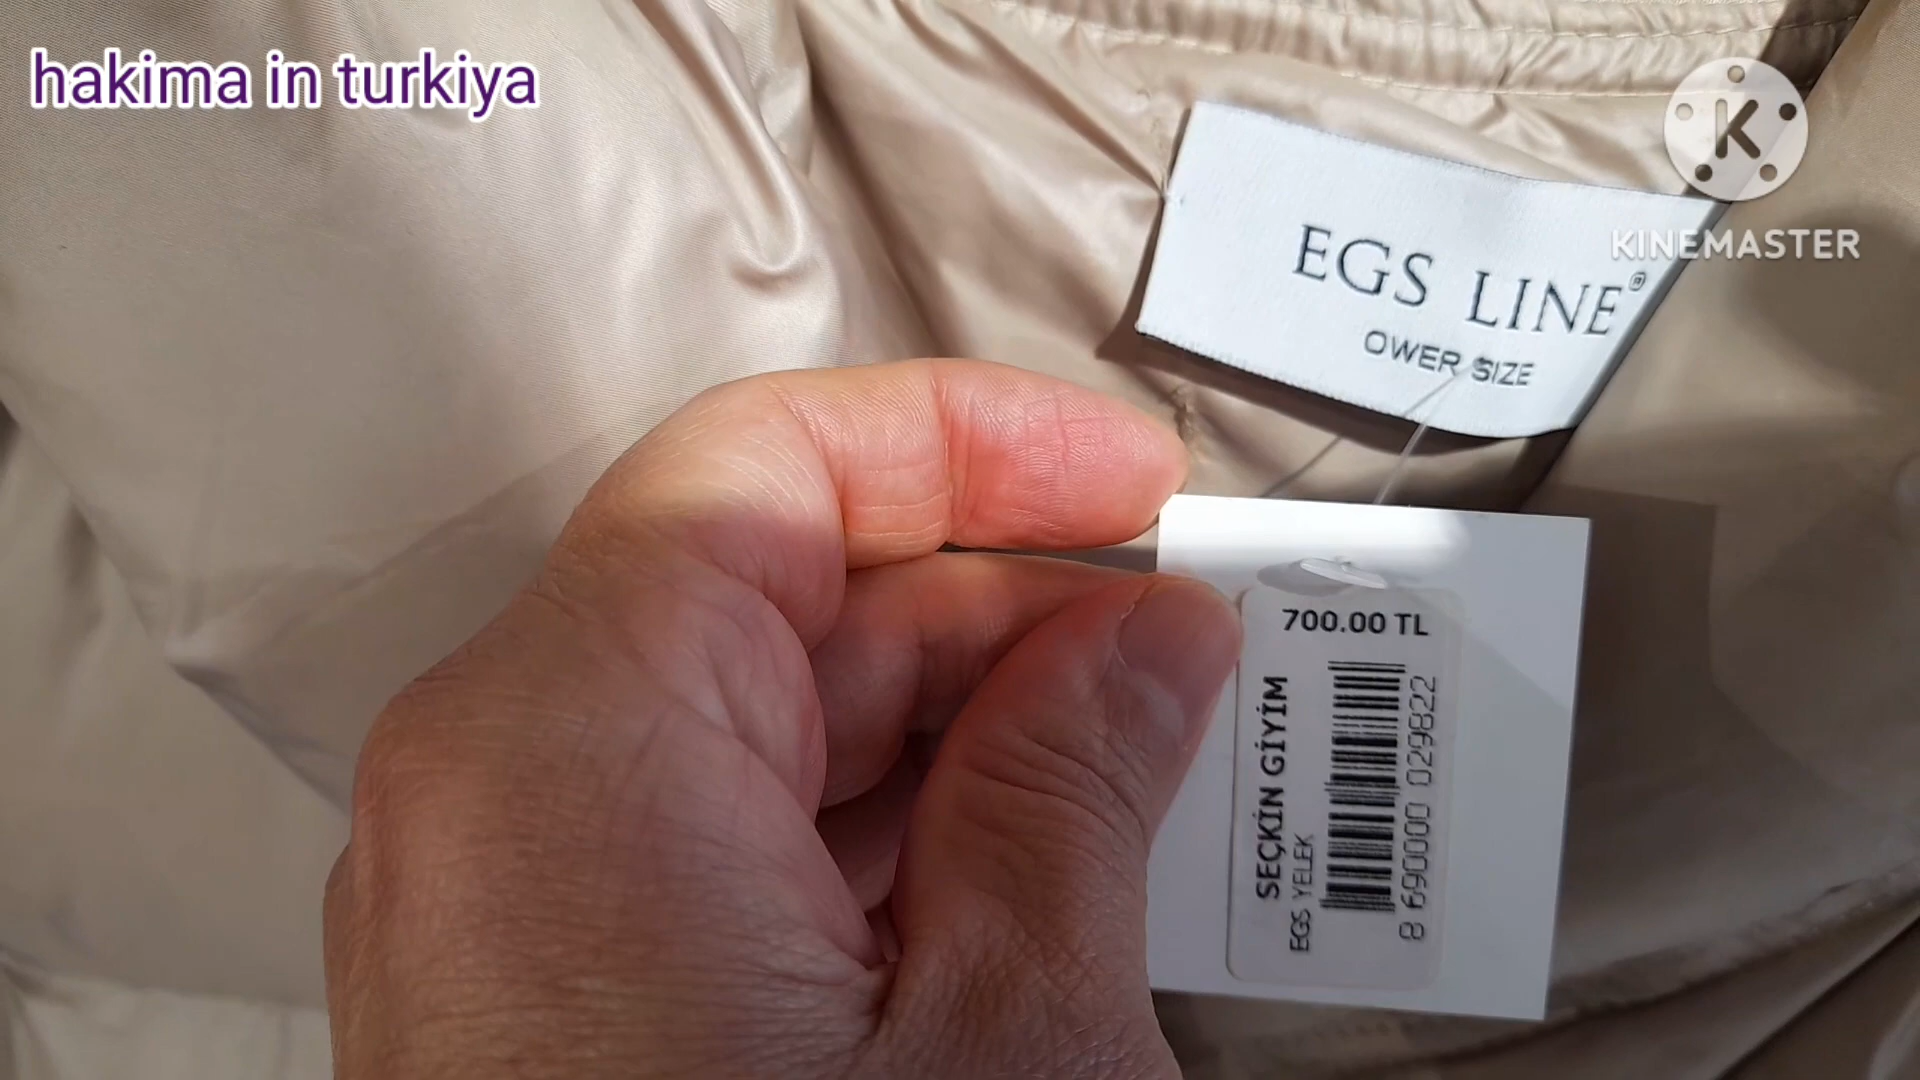 hakima in turkiya
K
KINEMASTER
EGS LINE®
OWER SIZE
700.00 TL
SEÇKİN GİYİM
EGS YELEK
8 690000 029822